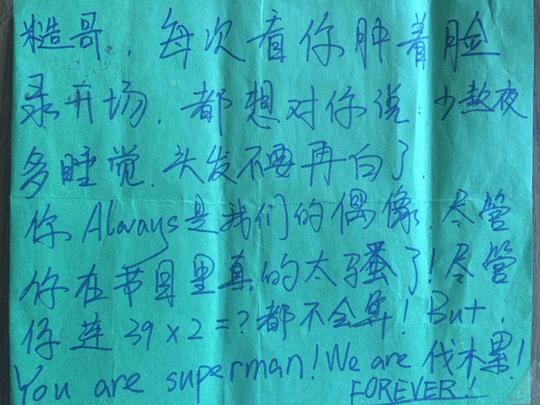 糙哥，每次看你肿着脸
录开场，都想对你说，少熬夜
多睡觉，头发不要再白了
你Always是我们的偶像，尽管
你在节目里真的太骚了！尽管
你连39×2=？都不会算！But，
You are superman！We are 伐木累！
FOREVER！